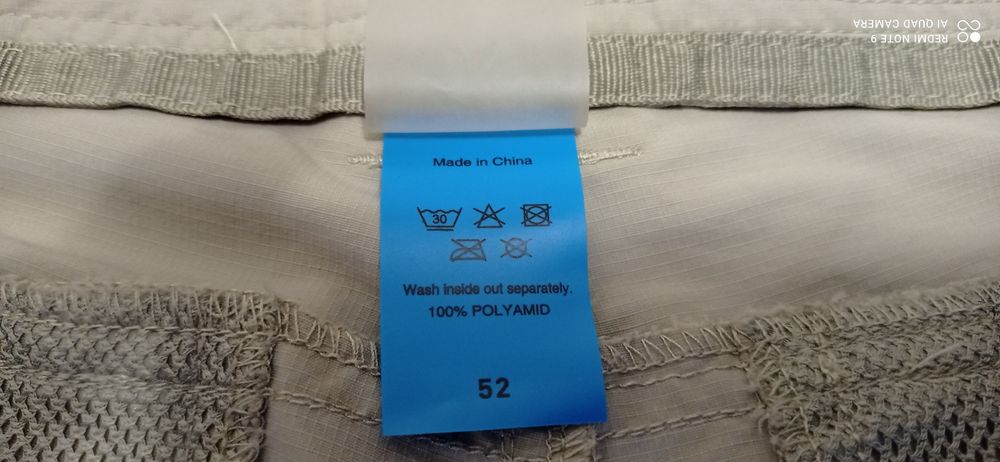 REDMI NOTE 9
AI QUAD CAMERA
Made in China
30
Wash inside out separately.
100% POLYAMID
52